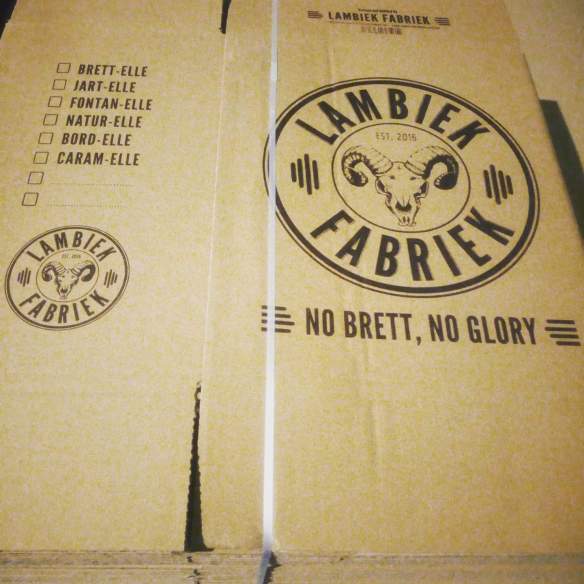 BRETT-ELLE
JART-ELLE
FONTAN-ELLE
NATUR-ELLE
BORD-ELLE
CARAM-ELLE
LAMBIEK
EST. 2016
FABRIEK
LAMBIEK FABRIEK
LAMBIEK
EST. 2016
FABRIEK
NO BRETT, NO GLORY